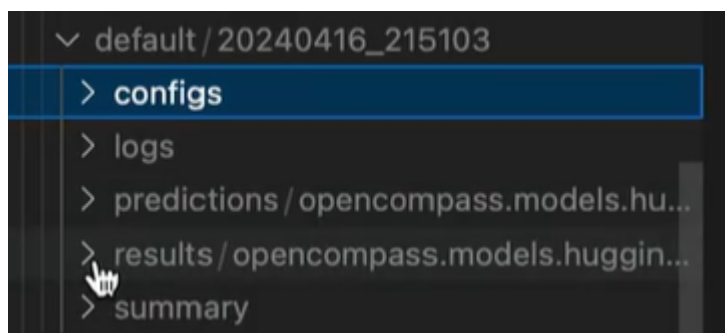 default/20240416_215103
configs
logs
predictions/opencompass.models.hu...
results/opencompass.models.huggin...
summary